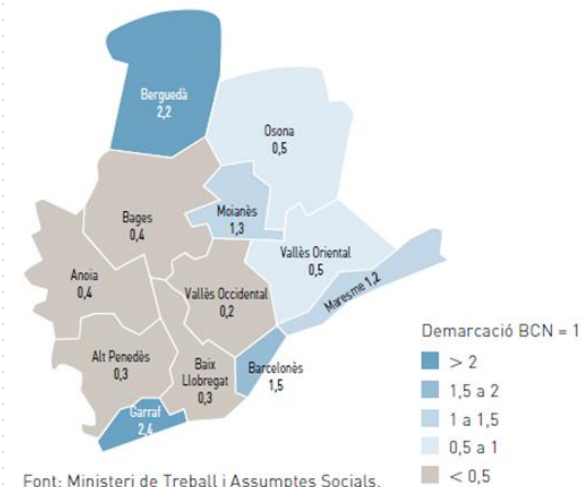 Berguedà
2,2
Osona
0,5
Moianès
1,3
Bages
0,4
Vallès Oriental
0,5
Anoia
0,4
Vallès Occidental
0,2
Maresme 1,2
Alt Penedès
0,3
Baix
Llobregat
0,3
Barcelonès
1,5
Garraf
2,4
Demarcació BCN = 1
> 2
1,5 a 2
1 a 1,5
0,5 a 1
< 0,5
Font: Ministeri de Treball i Assumptes Socials.